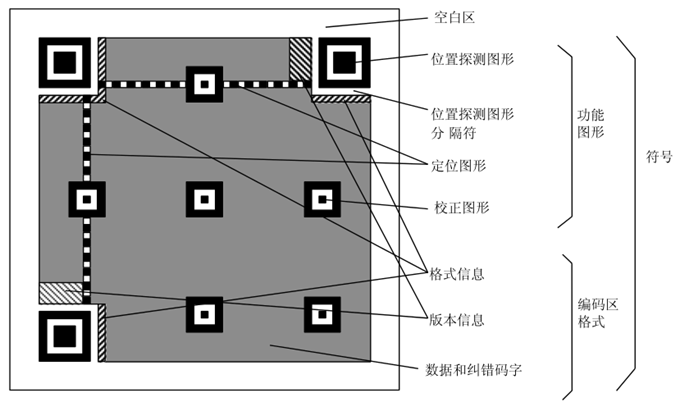 空白区
位置探测图形
位置探测图形
分 隔符
定位图形
校正图形
格式信息
版本信息
数据和纠错码字
功能
图形
编码区
格式
符号